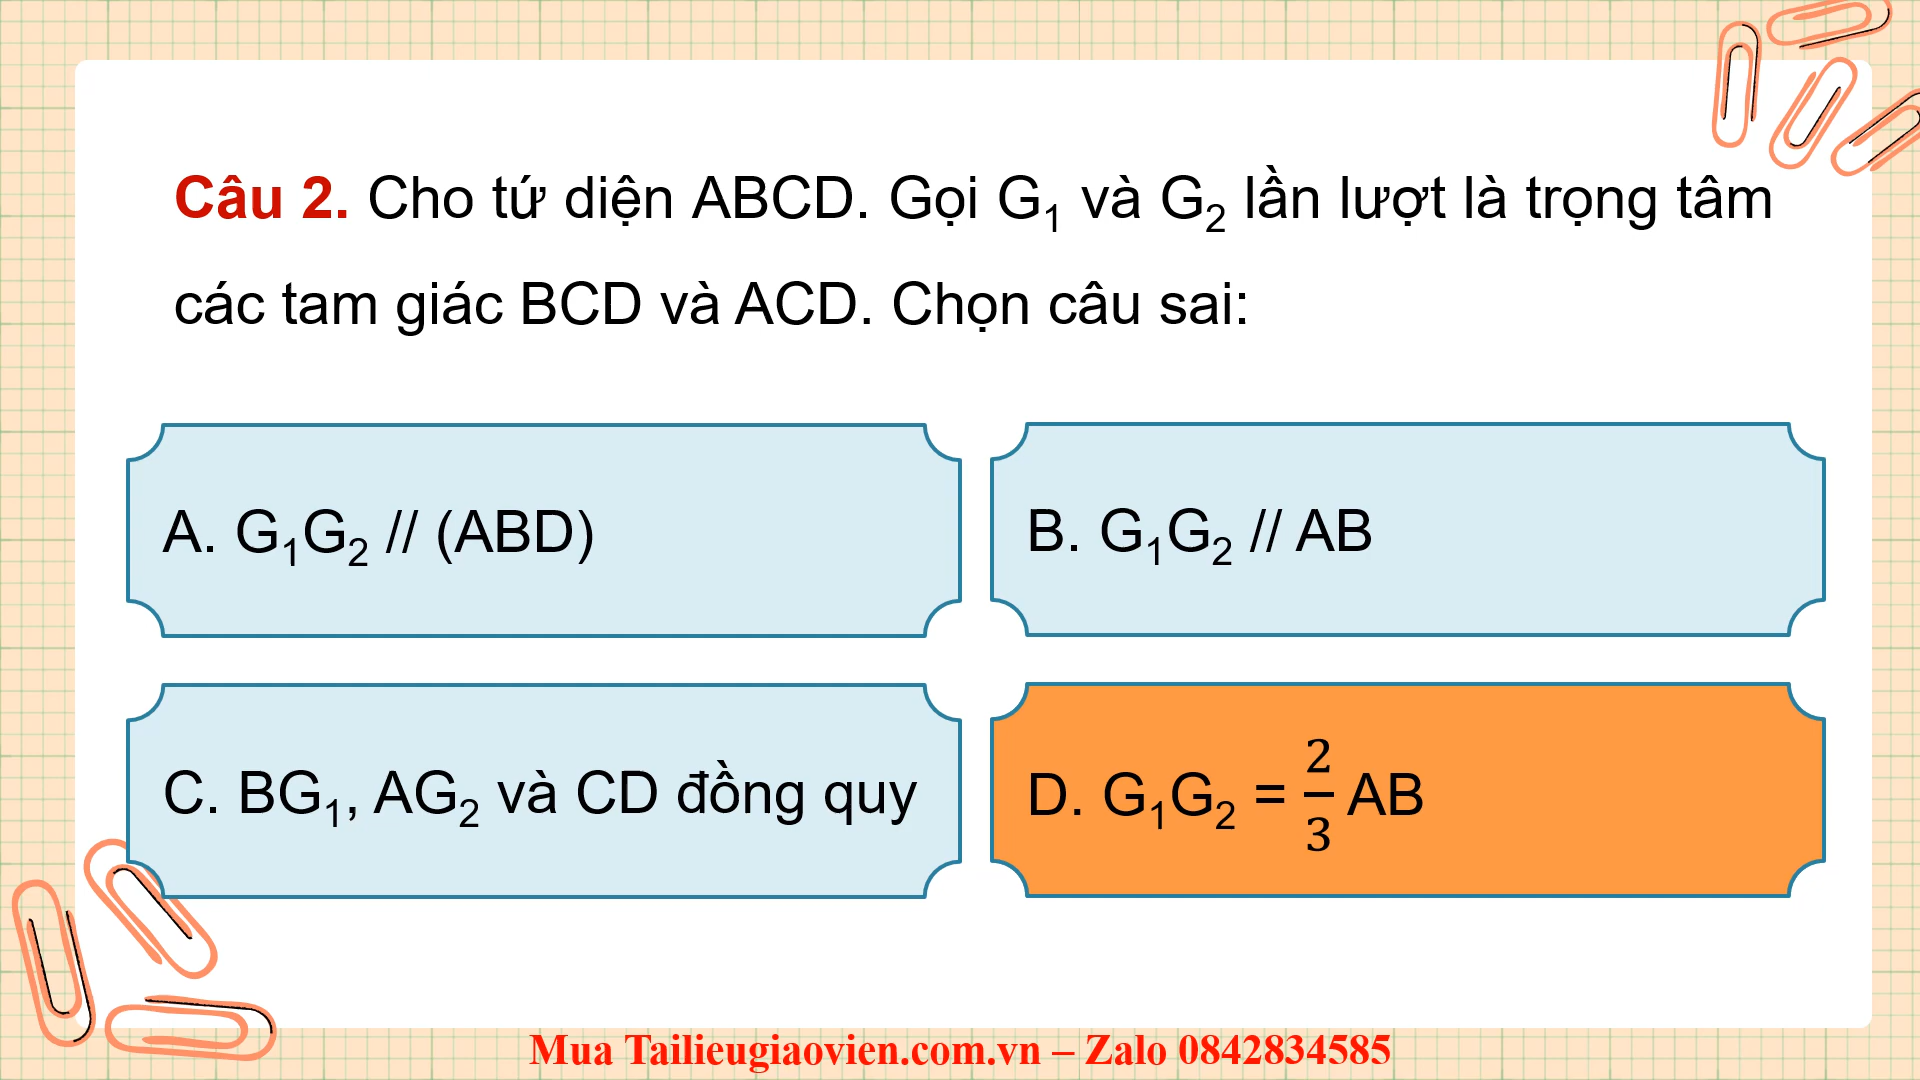 Câu 2. Cho tứ diện ABCD. Gọi G₁ và G₂ lần lượt là trọng tâm
các tam giác BCD và ACD. Chọn câu sai:
A. G₁G₂ // (ABD)
B. G₁G₂ // AB
C. BG₁, AG₂ và CD đồng quy
D. G₁G₂ = 2/3 AB
Mua Tailieugiaovien.com.vn – Zalo 0842834585